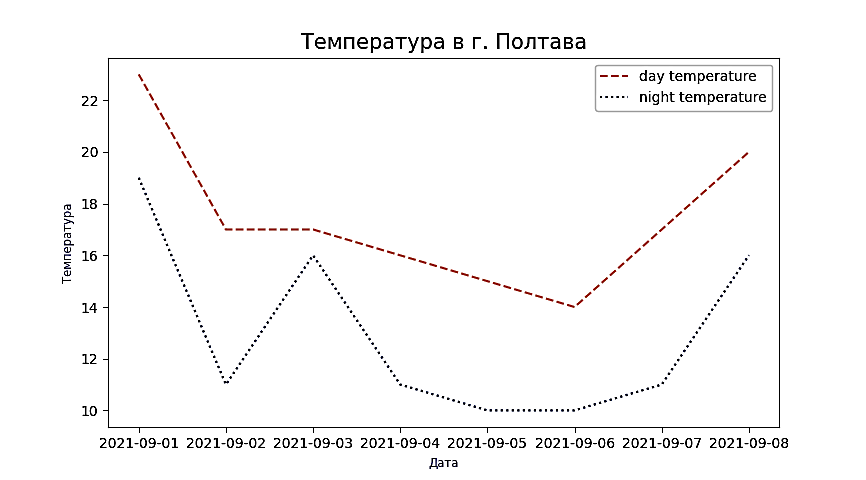 Температура в г. Полтава
day temperature
night temperature
Температура
22
20
18
16
14
12
10
2021-09-01 2021-09-02 2021-09-03 2021-09-04 2021-09-05 2021-09-06 2021-09-07 2021-09-08
Дата